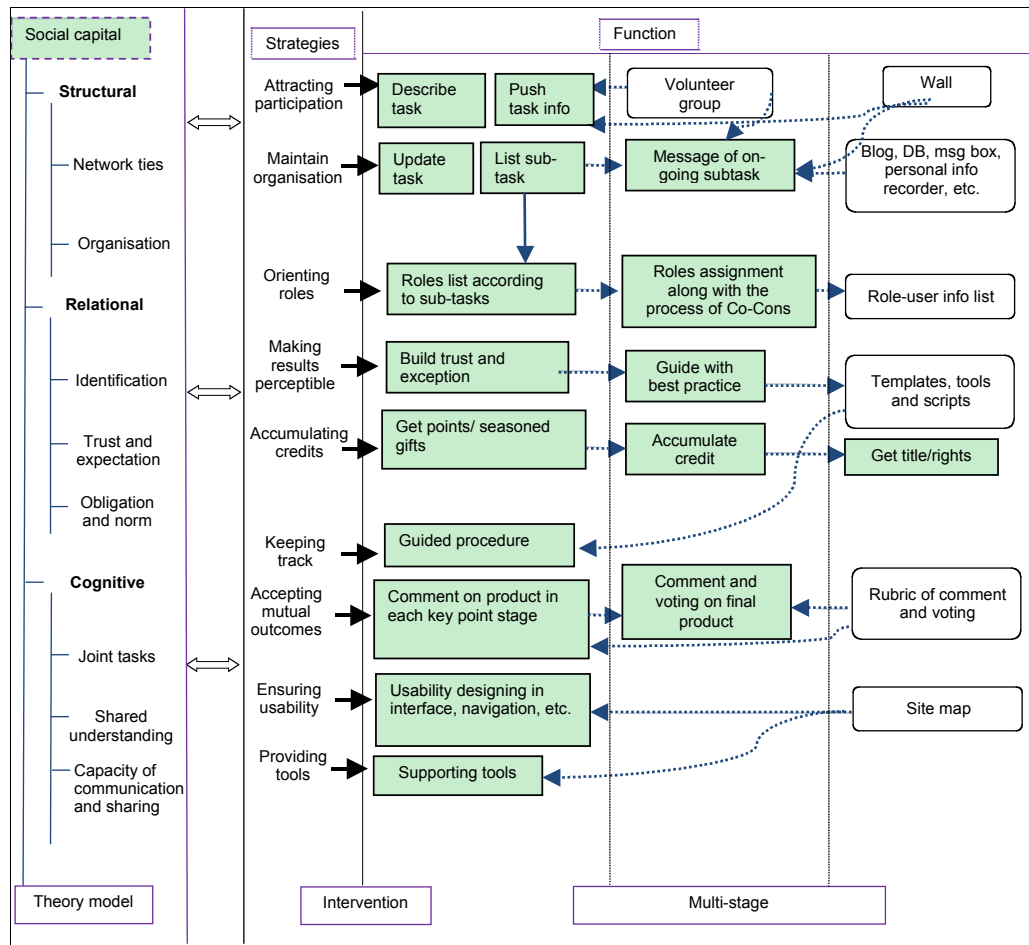 Social capital
Structural
Network ties
Organisation
Relational
Identification
Trust and
expectation
Obligation
and norm
Cognitive
Joint tasks
Shared
understanding
Capacity of
communication
and sharing
Theory model
Strategies
Attracting
participation
Maintain
organisation
Orienting
roles
Making
results
perceptible
Accumulating
credits
Keeping
track
Accepting
mutual
outcomes
Ensuring
usability
Providing
tools
Intervention
Function
Describe
task
Push
task info
Volunteer
group
Wall
Update
task
List sub-
task
Message of on-
going subtask
Blog, DB, msg box,
personal info
recorder, etc.
Roles list according
to sub-tasks
Roles assignment
along with the
process of Co-Cons
Role-user info list
Build trust and
exception
Guide with
best practice
Templates, tools
and scripts
Get points/ seasoned
gifts
Accumulate
credit
Get title/rights
Guided procedure
Comment on product in
each key point stage
Comment and
voting on final
product
Rubric of comment
and voting
Usability designing in
interface, navigation, etc.
Site map
Supporting tools
Multi-stage